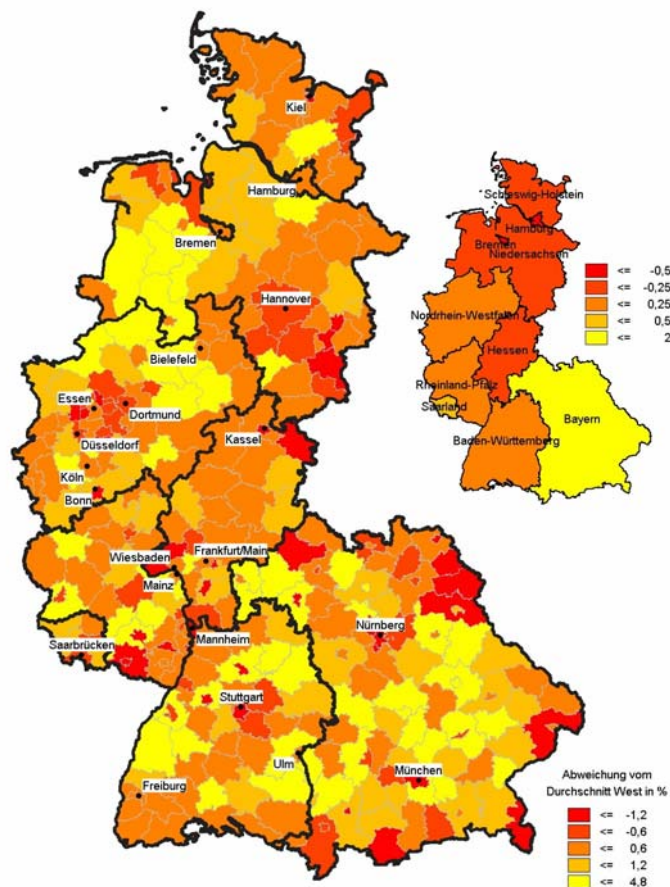 Kiel
Hamburg
Bremen
Hannover
Bielefeld
Essen
Dortmund
Düsseldorf
Kassel
Köln
Bonn
Wiesbaden
Frankfurt/Main
Mainz
Nürnberg
Saarbrücken
Mannheim
Stuttgart
Ulm
München
Freiburg
Schleswig-Holstein
Hamburg
Bremen
Niedersachsen
Nordrhein-Westfalen
Hessen
Rheinland-Pfalz
Saarland
Bayern
Baden-Württemberg
<= -0,5
<= -0,25
<= 0,25
<= 0,5
<= 2
Abweichung vom
Durchschnitt West in %
<= -1,2
<= -0,6
<= 0,6
<= 1,2
<= 4,8